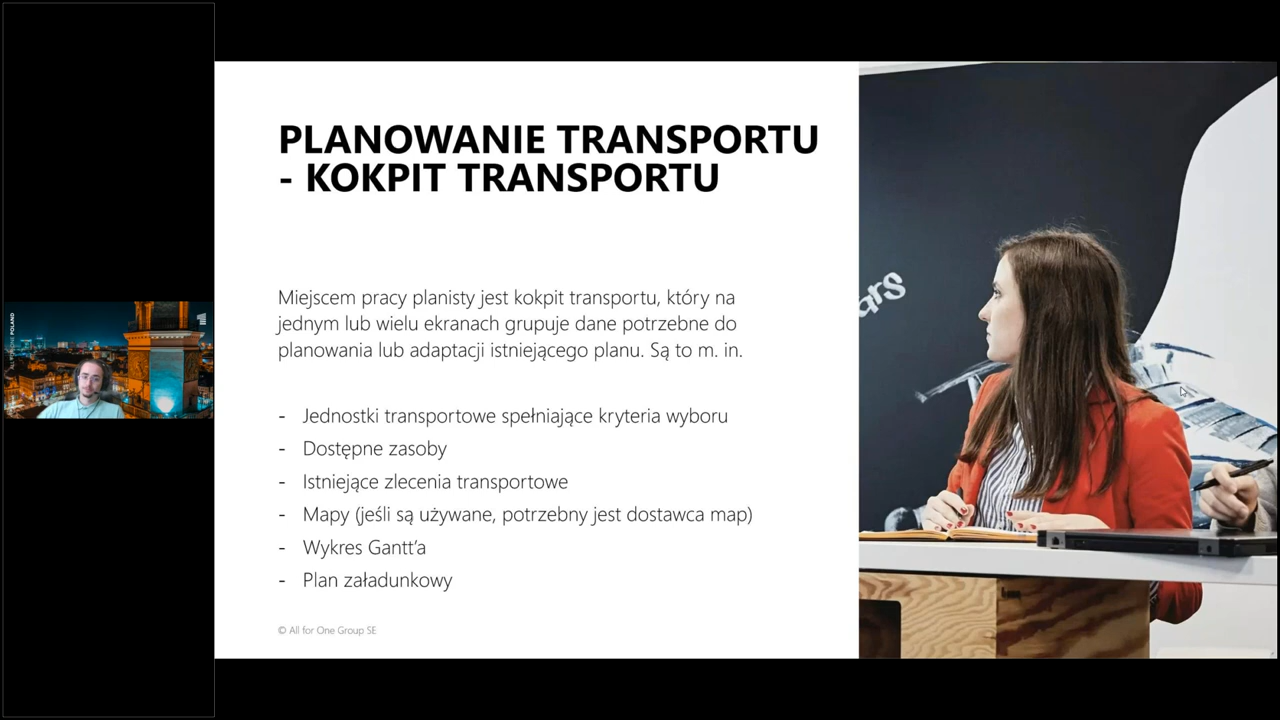 PLANOWANIE TRANSPORTU
- KOKPIT TRANSPORTU
Miejscem pracy planisty jest kokpit transportu, który na
jednym lub wielu ekranach grupuje dane potrzebne do
planowania lub adaptacji istniejącego planu. Są to m. in.
- Jednostki transportowe spełniające kryteria wyboru
- Dostępne zasoby
- Istniejące zlecenia transportowe
- Mapy (jeśli są używane, potrzebny jest dostawca map)
- Wykres Gantt’a
- Plan załadunkowy
© All for One Group SE
ars
POLAND